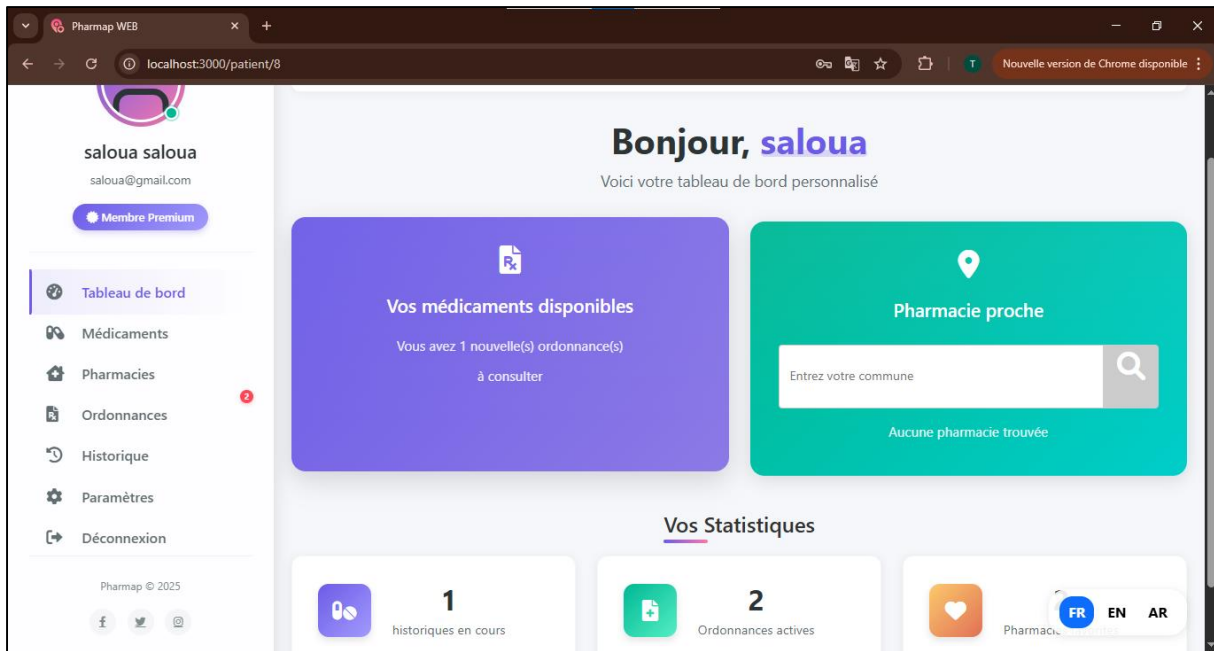 Pharmap WEB
localhost:3000/patient/8
Nouvelle version de Chrome disponible
T
saloua saloua
saloua@gmail.com
Membre Premium
Tableau de bord
Médicaments
Pharmacies
2
Ordonnances
Historique
Paramètres
Déconnexion
Pharmap © 2025
Bonjour, saloua
Voici votre tableau de bord personnalisé
Rx
Vos médicaments disponibles
Vous avez 1 nouvelle(s) ordonnance(s)
à consulter
Pharmacie proche
Entrez votre commune
Aucune pharmacie trouvée
Vos Statistiques
1
historiques en cours
2
Ordonnances actives
FR EN AR